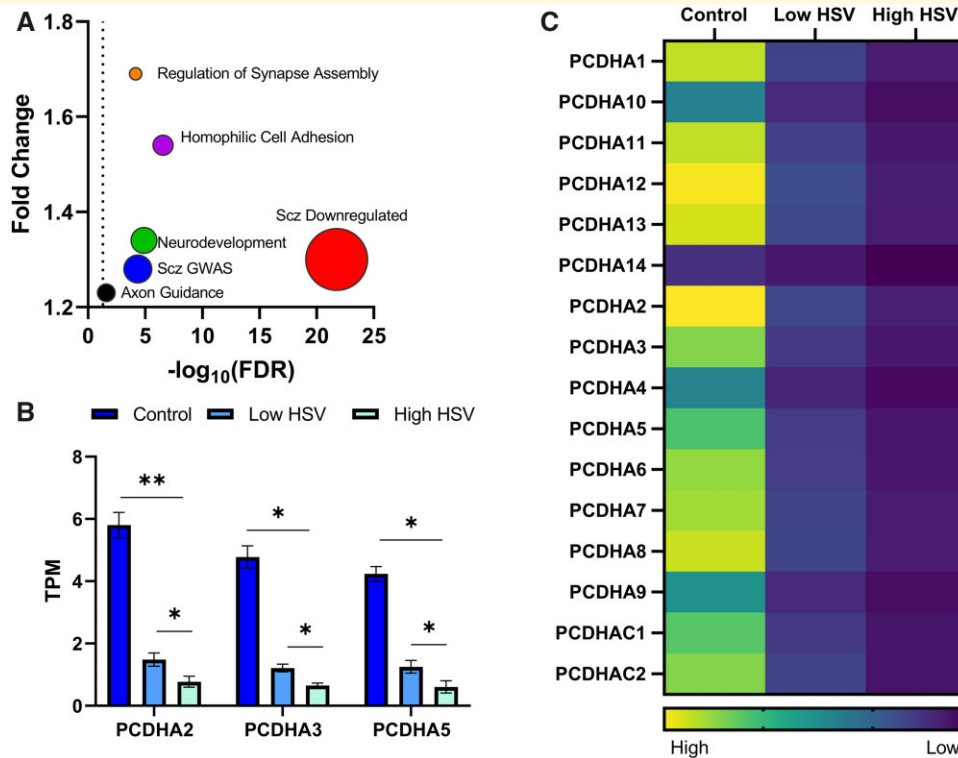 A
1.8
1.6
1.4
1.2
Fold Change
Regulation of Synapse Assembly
Homophilic Cell Adhesion
Scz Downregulated
Neurodevelopment
Scz GWAS
Axon Guidance
0 5 10 15 20 25
-log10(FDR)
B
Control Low HSV High HSV
8
6
4
2
0
TPM
** * *
* * *
PCDHA2 PCDHA3 PCDHA5
C
Control Low HSV High HSV
PCDHA1
PCDHA10
PCDHA11
PCDHA12
PCDHA13
PCDHA14
PCDHA2
PCDHA3
PCDHA4
PCDHA5
PCDHA6
PCDHA7
PCDHA8
PCDHA9
PCDHAC1
PCDHAC2
High Low